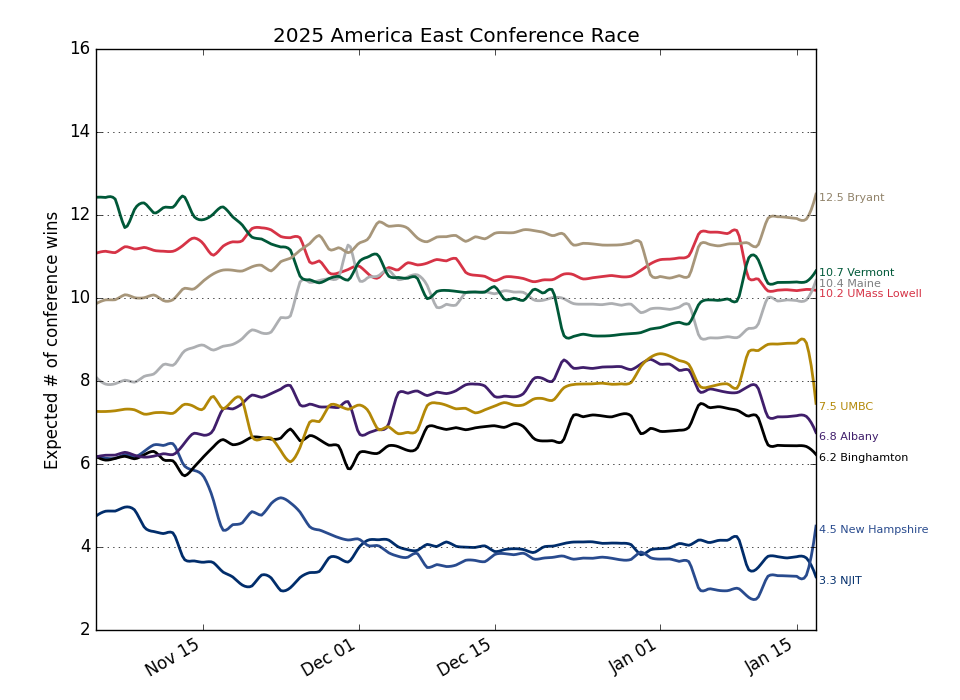 2025 America East Conference Race
Expected # of conference wins
16
14
12
10
8
6
4
2
Nov 15
Dec 01
Dec 15
Jan 01
Jan 15
12.5 Bryant
10.7 Vermont
10.4 Maine
10.2 UMass Lowell
7.5 UMBC
6.8 Albany
6.2 Binghamton
4.5 New Hampshire
3.3 NJIT